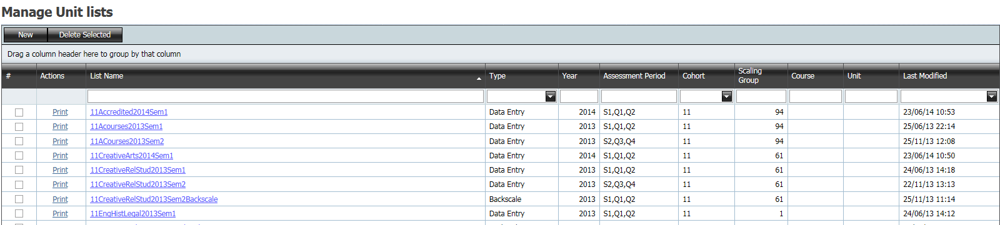 Manage Unit lists
New Delete Selected
Drag a column header here to group by that column
# Actions List Name Type Year Assessment Period Cohort Scaling Group Course Unit Last Modified
Print 11Accredited2014Sem1 Data Entry 2014 S1,Q1,Q2 11 94 23/06/14 10:53
Print 11Acourses2013Sem1 Data Entry 2013 S1,Q1,Q2 11 94 25/06/13 22:14
Print 11ACourses2013Sem2 Data Entry 2013 S2,Q3,Q4 11 94 25/11/13 12:08
Print 11CreativeArts2014Sem1 Data Entry 2014 S1,Q1,Q2 11 61 23/06/14 10:50
Print 11CreativeRelStud2013Sem1 Data Entry 2013 S1,Q1,Q2 11 61 24/06/13 14:18
Print 11CreativeRelStud2013Sem2 Data Entry 2013 S2,Q3,Q4 11 61 22/11/13 13:13
Print 11CreativeRelStud2013Sem2Backscale Backscale 2013 S1,Q1,Q2 11 61 25/11/13 11:14
Print 11EngHistLegal2013Sem1 Data Entry 2013 S1,Q1,Q2 11 1 24/06/13 14:12